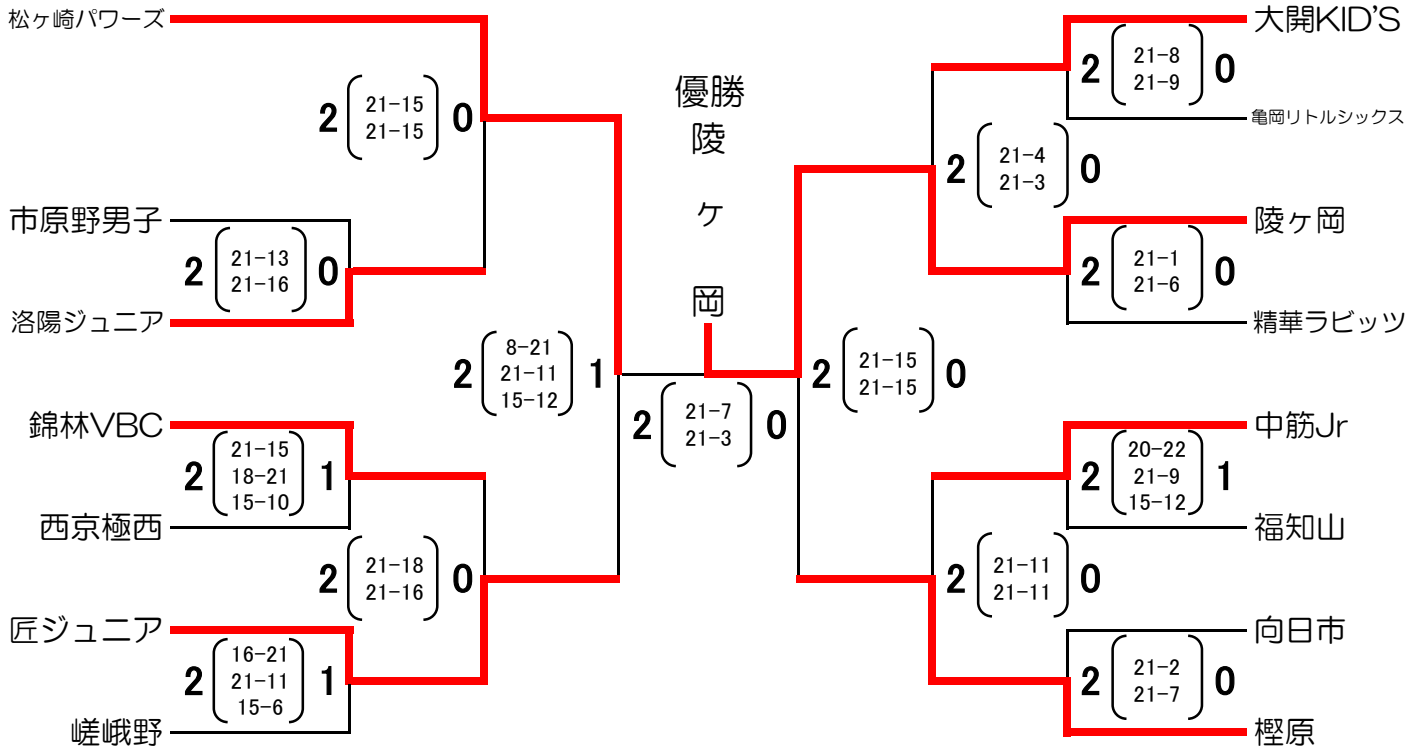 松ヶ崎パワーズ
2 21-15 0
21-15
市原野男子
2 21-13 0
21-16
洛陽ジュニア
2 8-21 1
21-11
15-12
錦林VBC
2 21-15 1
18-21
15-10
西京極西
2 21-18 0
21-16
匠ジュニア
2 16-21 1
21-11
15-6
嵯峨野
優勝
陵
ヶ
岡
2 21-7 0
21-3
大開KID'S
2 21-8 0
21-9
亀岡リトルシックス
2 21-4 0
21-3
陵ヶ岡
2 21-1 0
21-6
精華ラビッツ
2 21-15 0
21-15
中筋Jr
2 20-22 1
21-9
15-12
福知山
2 21-11 0
21-11
向日市
2 21-2 0
21-7
樫原